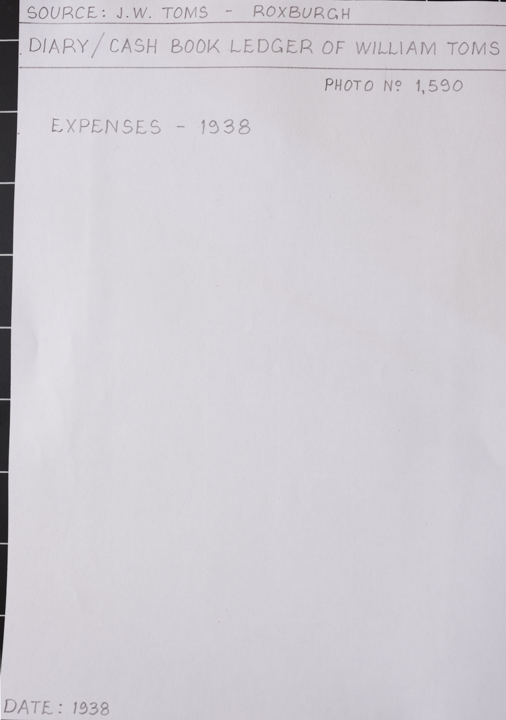 SOURCE: J.W. TOMS - ROXBURGH
DIARY/CASH BOOK LEDGER OF WILLIAM TOMS
PHOTO Nº 1,590
EXPENSES - 1938
DATE: 1938